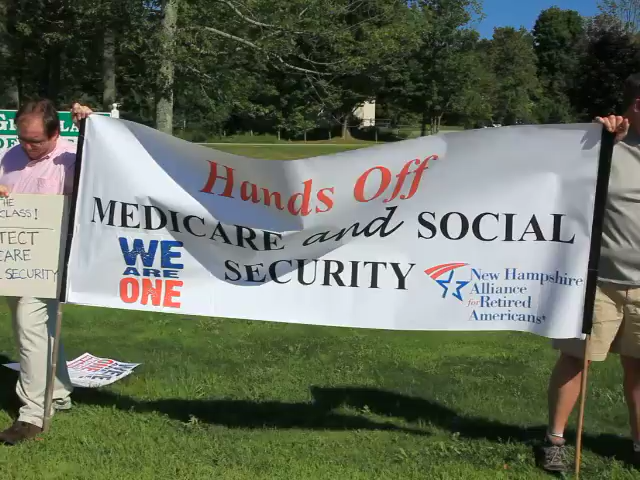 Hands Off
MEDICARE and SOCIAL
SECURITY
WE
ARE
ONE
New Hampshire
Alliance
for Retired
Americans
HE
CLASS!
TECT
CARE
L SECURITY